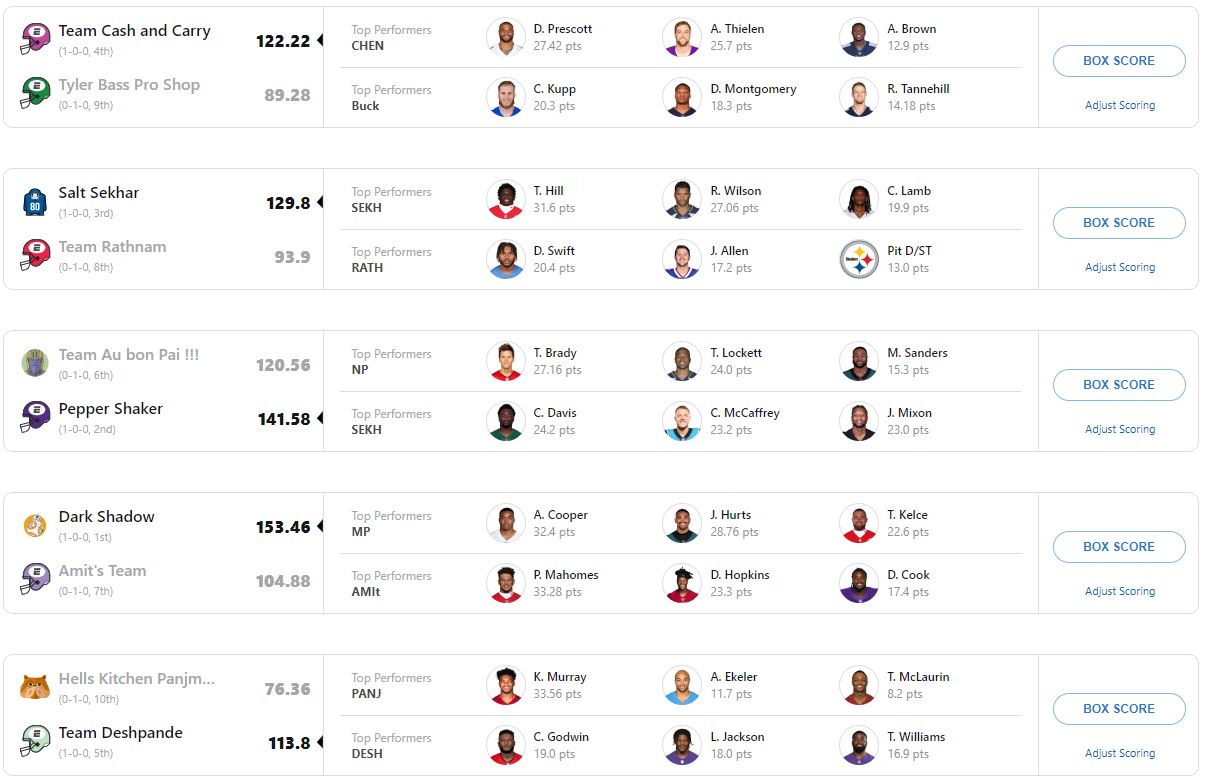 Team Cash and Carry
(1-0-0, 4th)
122.22
Top Performers
CHEN
D. Prescott
27.42 pts
A. Thielen
25.7 pts
A. Brown
12.9 pts
Tyler Bass Pro Shop
(0-1-0, 9th)
89.28
Top Performers
Buck
C. Kupp
20.3 pts
D. Montgomery
18.3 pts
R. Tannehill
14.18 pts
BOX SCORE
Adjust Scoring
Salt Sekhar
(1-0-0, 3rd)
129.8
Top Performers
SEKH
T. Hill
31.6 pts
R. Wilson
27.06 pts
C. Lamb
19.9 pts
Team Rathnam
(0-1-0, 8th)
93.9
Top Performers
RATH
D. Swift
20.4 pts
J. Allen
17.2 pts
Pit D/ST
13.0 pts
BOX SCORE
Adjust Scoring
Team Au bon Pai !!!
(0-1-0, 6th)
120.56
Top Performers
NP
T. Brady
27.16 pts
T. Lockett
24.0 pts
M. Sanders
15.3 pts
Pepper Shaker
(1-0-0, 2nd)
141.58
Top Performers
SEKH
C. Davis
24.2 pts
C. McCaffrey
23.2 pts
J. Mixon
23.0 pts
BOX SCORE
Adjust Scoring
Dark Shadow
(1-0-0, 1st)
153.46
Top Performers
MP
A. Cooper
32.4 pts
J. Hurts
28.76 pts
T. Kelce
22.6 pts
Amit's Team
(0-1-0, 7th)
104.88
Top Performers
AMIt
P. Mahomes
33.28 pts
D. Hopkins
23.3 pts
D. Cook
17.4 pts
BOX SCORE
Adjust Scoring
Hells Kitchen Panjm...
(0-1-0, 10th)
76.36
Top Performers
PANJ
K. Murray
33.56 pts
A. Ekeler
11.7 pts
T. McLaurin
8.2 pts
Team Deshpande
(1-0-0, 5th)
113.8
Top Performers
DESH
C. Godwin
19.0 pts
L. Jackson
18.0 pts
T. Williams
16.9 pts
BOX SCORE
Adjust Scoring